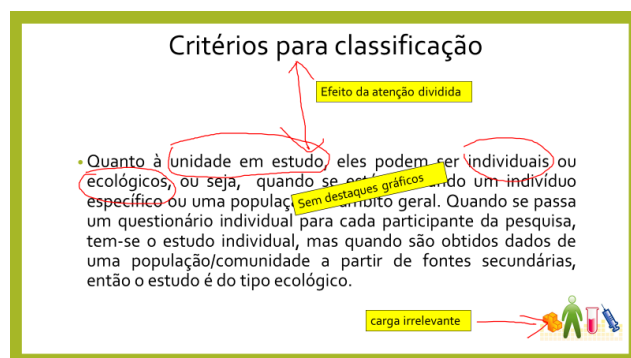 Critérios para classificação
Efeito da atenção dividida
• Quanto à unidade em estudo, eles podem ser individuais ou
ecológicos, ou seja, quando se um indivíduo
específico ou uma âmbito geral. Quando se passa
Sem destaques gráficos
um questionário individual para cada participante da pesquisa,
tem-se o estudo individual, mas quando são obtidos dados de
uma população/comunidade a partir de fontes secundárias,
então o estudo é do tipo ecológico.
carga irrelevante